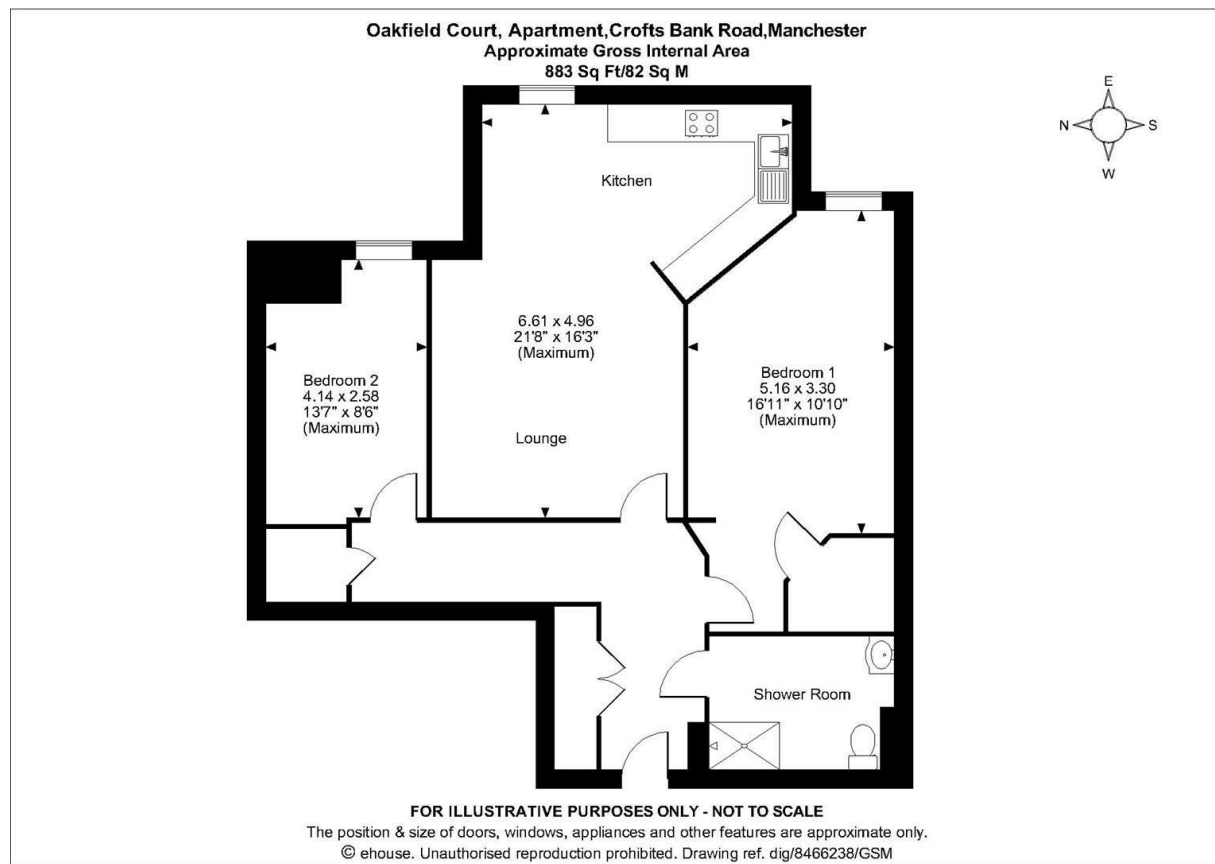 Oakfield Court, Apartment,Crofts Bank Road,Manchester
Approximate Gross Internal Area
883 Sq Ft/82 Sq M
E
N
S
W
Kitchen
6.61 x 4.96
21'8" x 16'3"
(Maximum)
Bedroom 1
5.16 x 3.30
16'11" x 10'10"
(Maximum)
Bedroom 2
4.14 x 2.58
13'7" x 8'6"
(Maximum)
Lounge
Shower Room
FOR ILLUSTRATIVE PURPOSES ONLY - NOT TO SCALE
The position & size of doors, windows, appliances and other features are approximate only.
© ehouse. Unauthorised reproduction prohibited. Drawing ref. dig/8466238/GSM